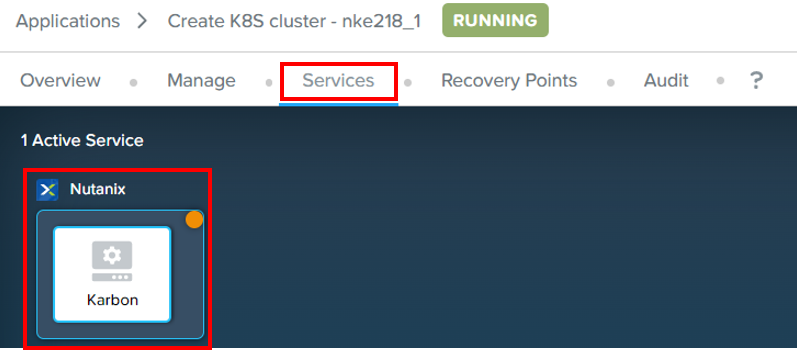 Applications > Create K8S cluster - nke218_1 RUNNING
Overview Manage Services Recovery Points Audit ?
1 Active Service
Nutanix
Karbon